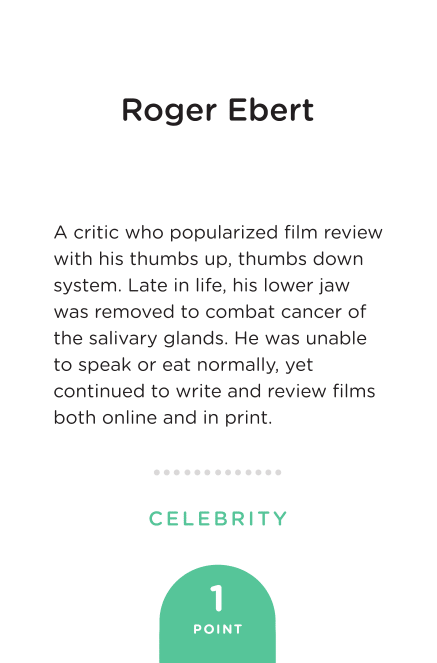 Roger Ebert
A critic who popularized film review
with his thumbs up, thumbs down
system. Late in life, his lower jaw
was removed to combat cancer of
the salivary glands. He was unable
to speak or eat normally, yet
continued to write and review films
both online and in print.
CELEBRITY
1
POINT